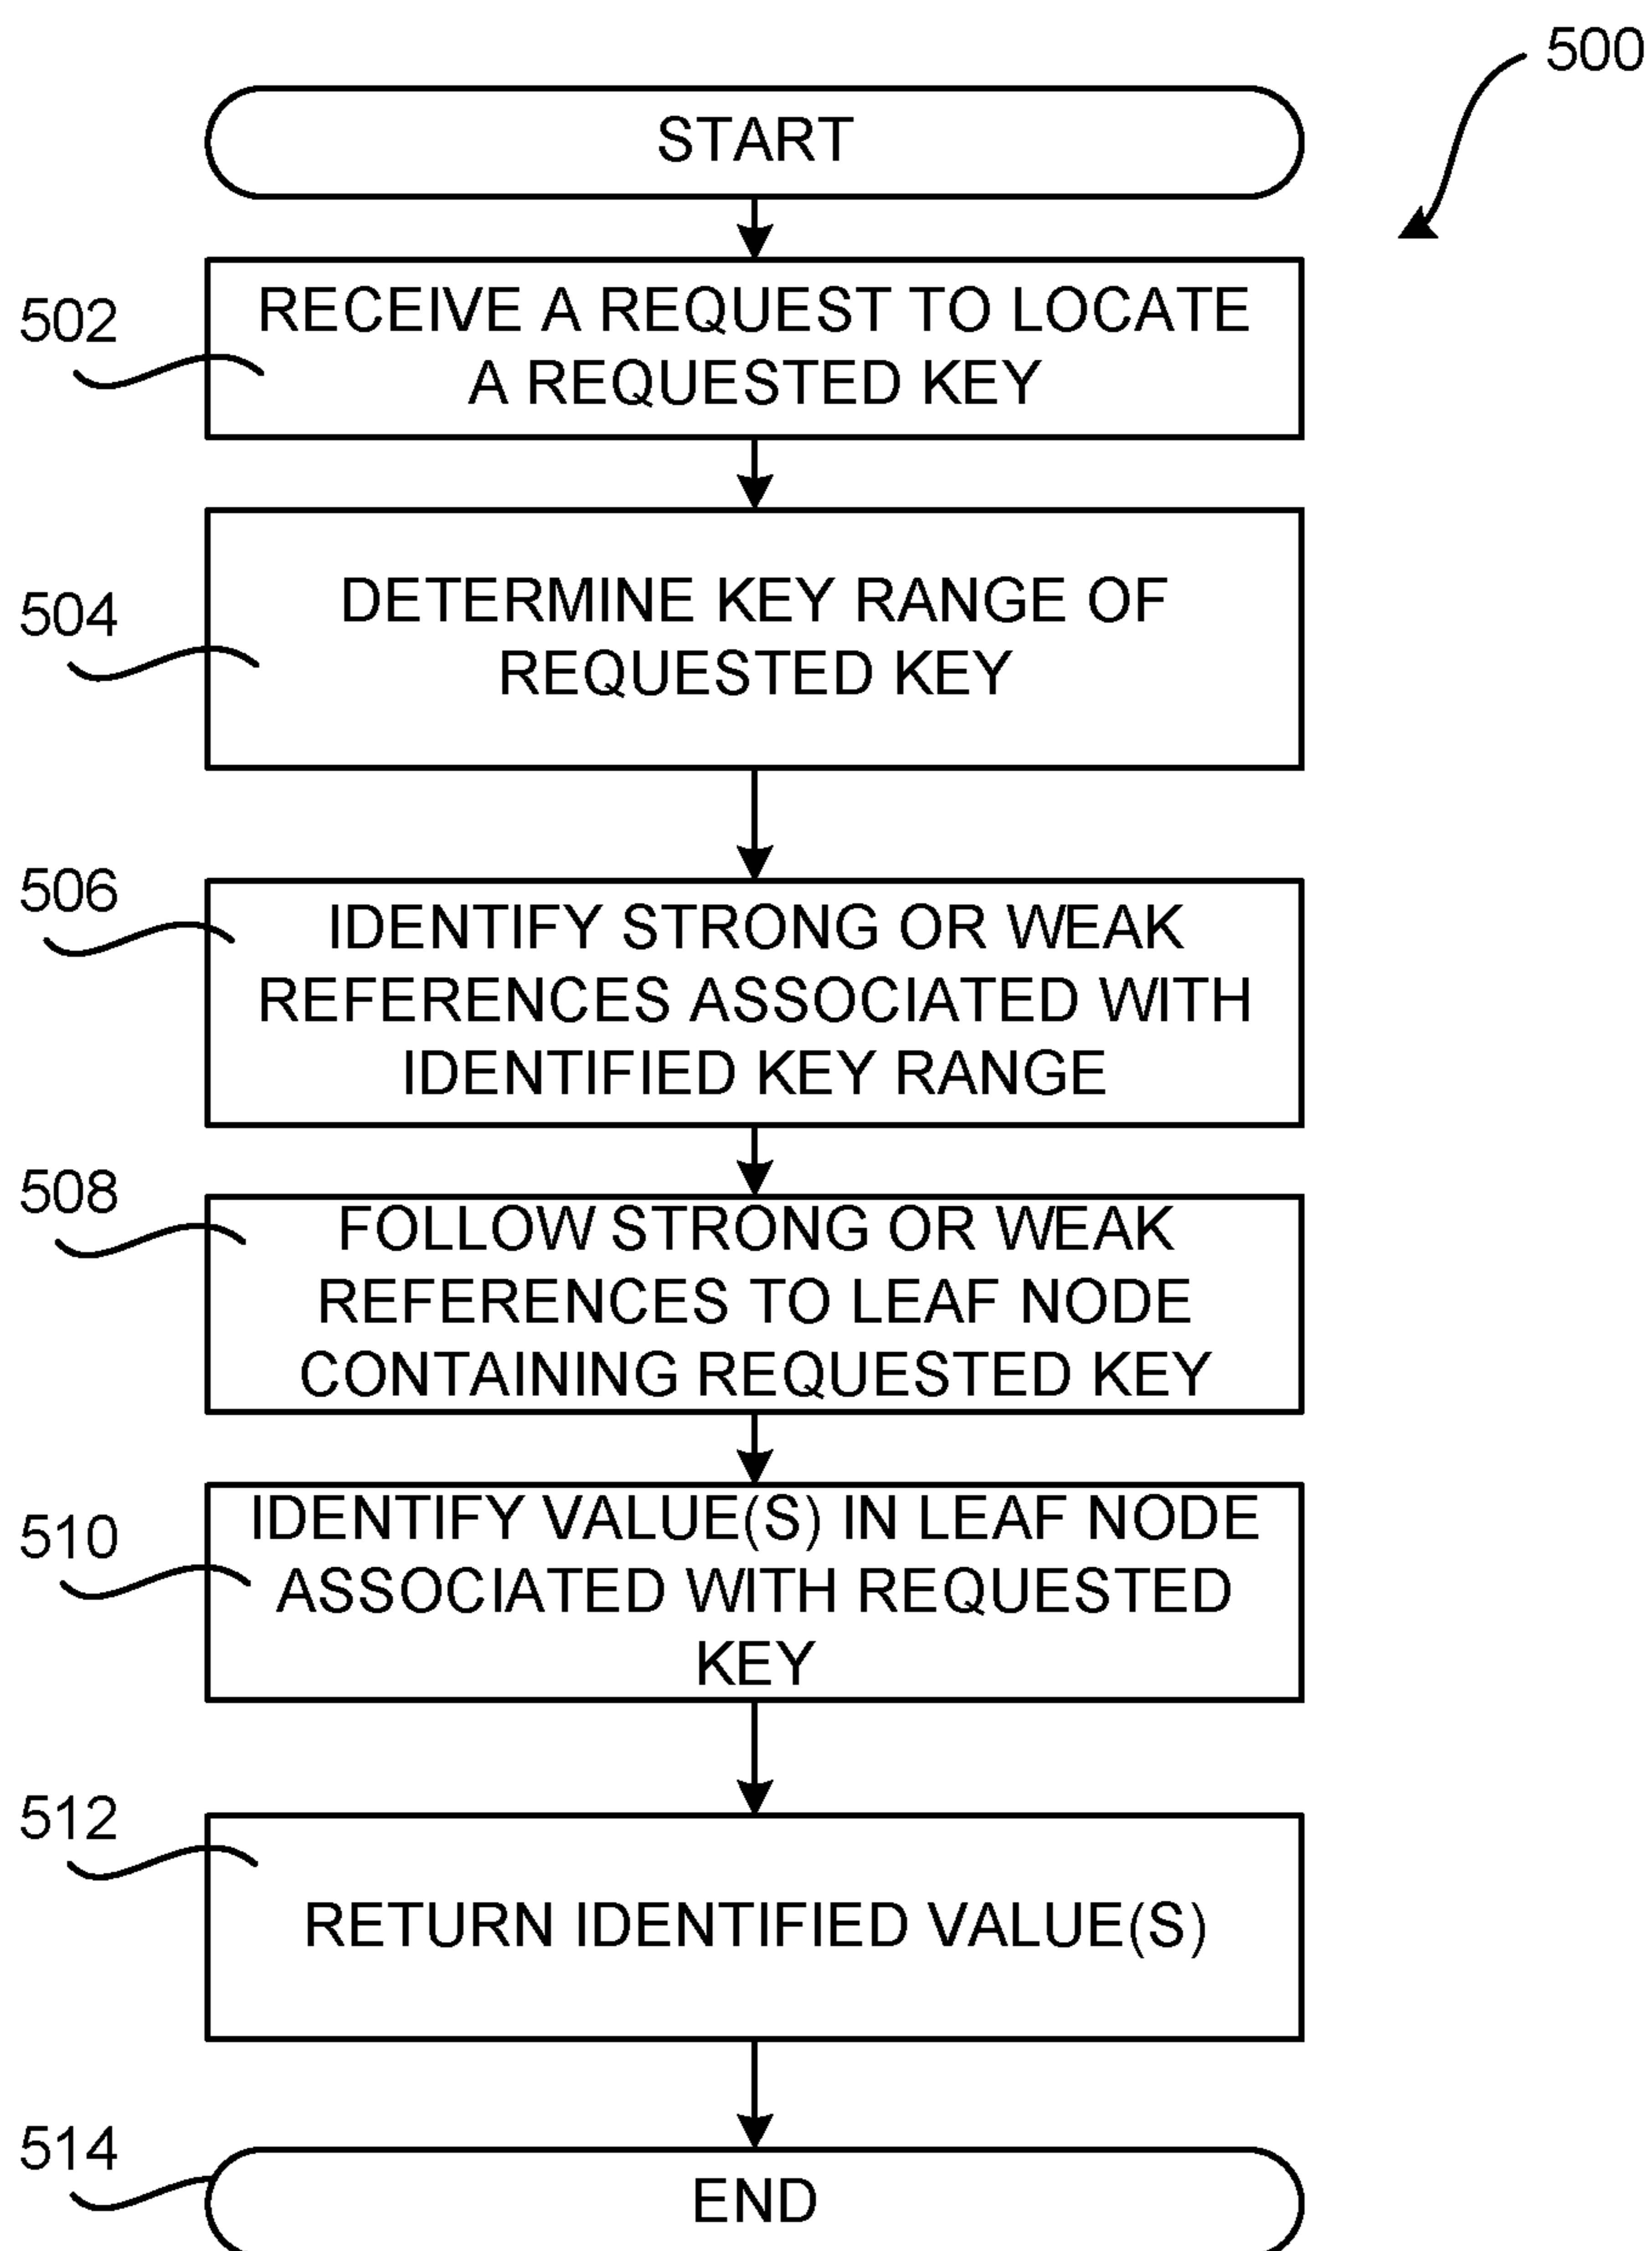 500
START
502
RECEIVE A REQUEST TO LOCATE
A REQUESTED KEY
504
DETERMINE KEY RANGE OF
REQUESTED KEY
506
IDENTIFY STRONG OR WEAK
REFERENCES ASSOCIATED WITH
IDENTIFIED KEY RANGE
508
FOLLOW STRONG OR WEAK
REFERENCES TO LEAF NODE
CONTAINING REQUESTED KEY
510
IDENTIFY VALUE(S) IN LEAF NODE
ASSOCIATED WITH REQUESTED
KEY
512
RETURN IDENTIFIED VALUE(S)
514
END